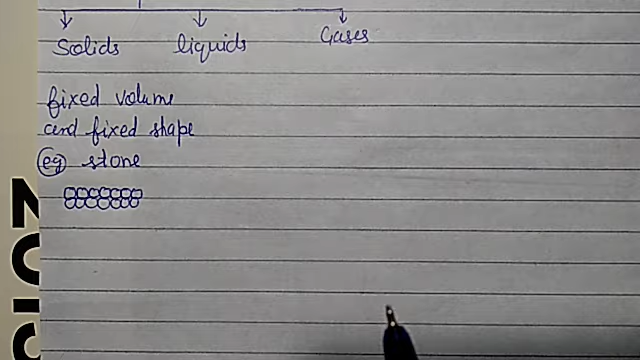 Solids liquids Gases
fixed volume
and fixed shape
eg stone